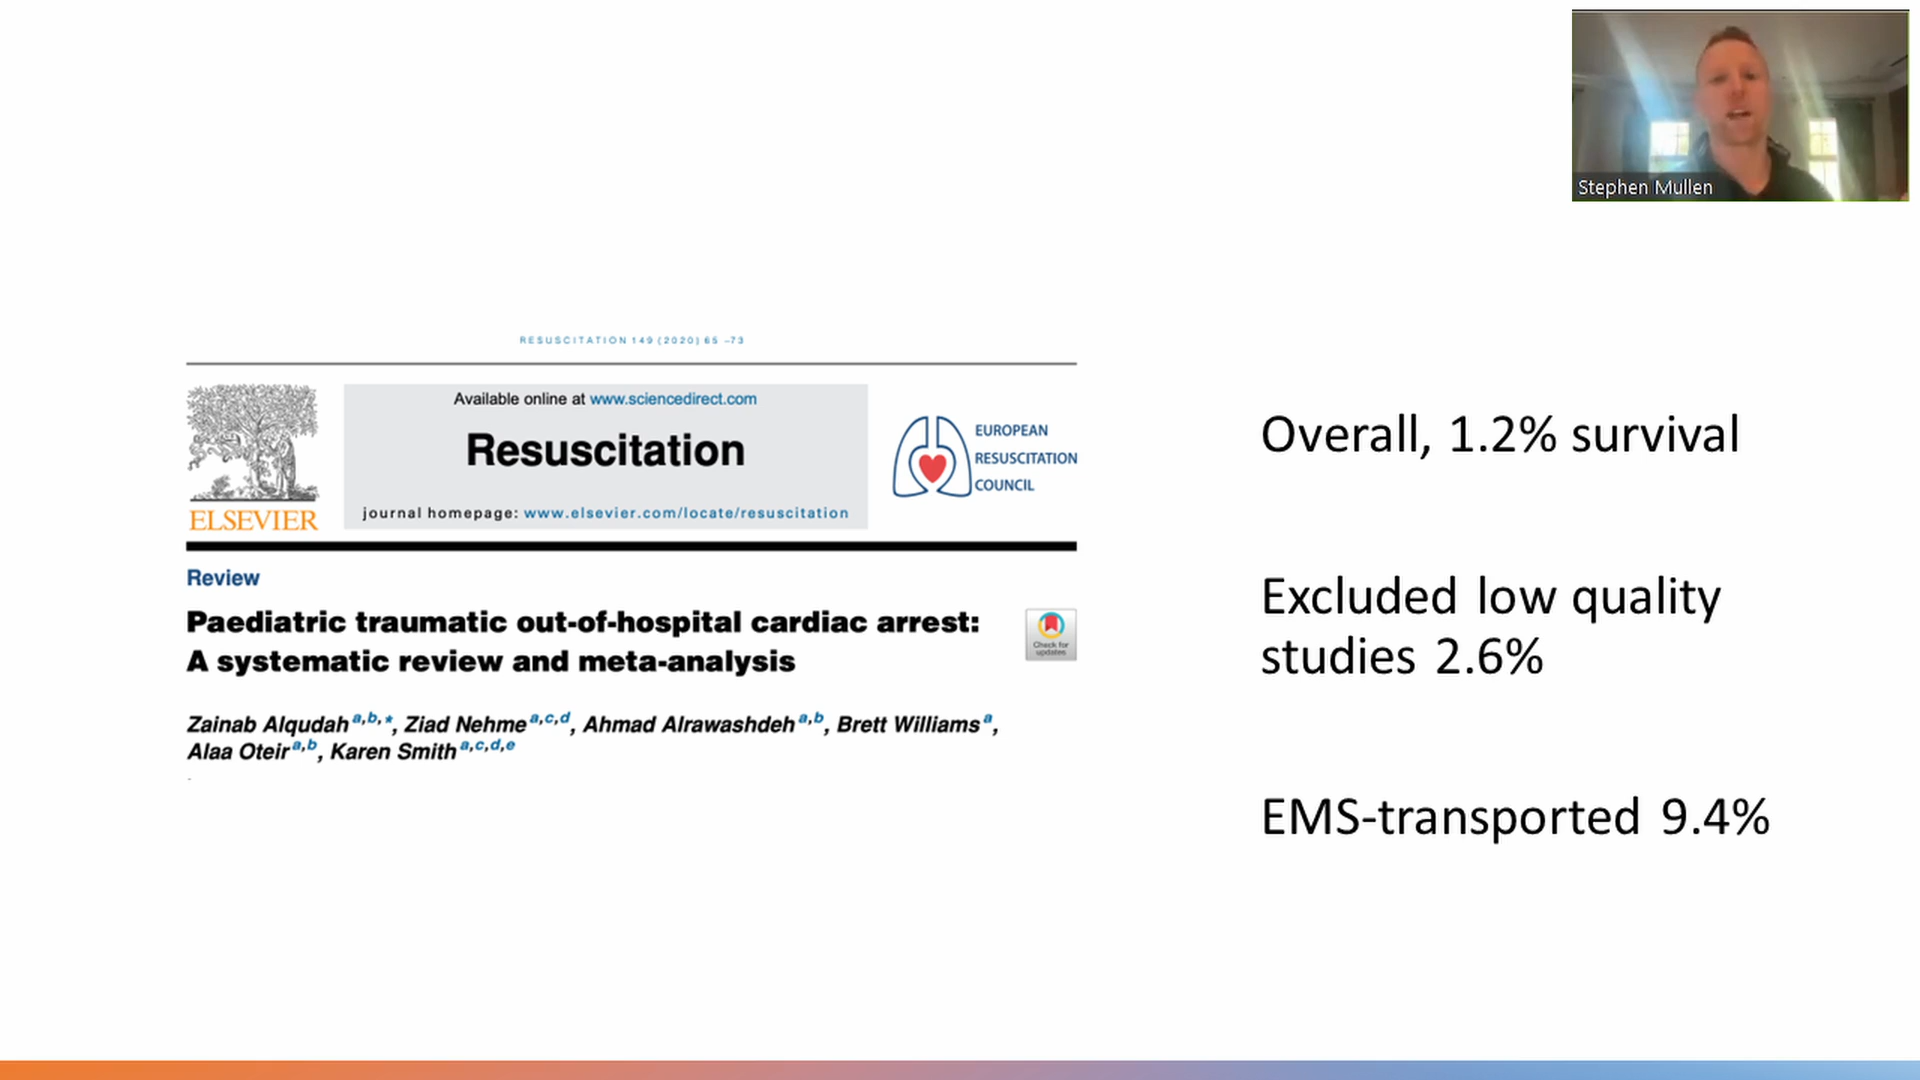 Stephen Mullen
RESUSCITATION 149 (2020) 65 –73
Available online at www.sciencedirect.com
Resuscitation
journal homepage: www.elsevier.com/locate/resuscitation
ELSEVIER
EUROPEAN
RESUSCITATION
COUNCIL
Review
Paediatric traumatic out-of-hospital cardiac arrest:
A systematic review and meta-analysis
Check for
updates
Zainab Alqudah a,b,*, Ziad Nehme a,c,d, Ahmad Alrawashdeh a,b, Brett Williams a,
Alaa Oteir a,b, Karen Smith a,c,d,e
Overall, 1.2% survival
Excluded low quality
studies 2.6%
EMS-transported 9.4%